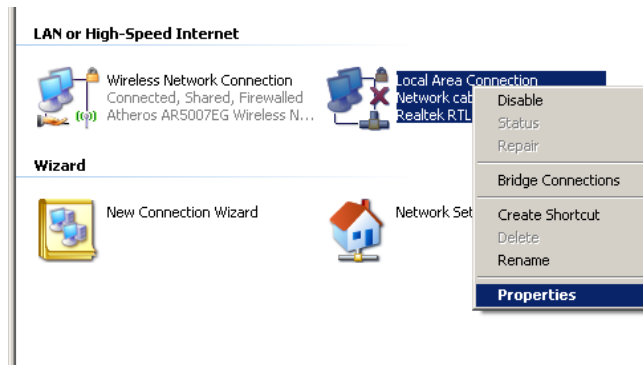 LAN or High-Speed Internet
Wireless Network Connection
Connected, Shared, Firewalled
Atheros AR5007EG Wireless N...
Local Area Connection
Network cab
Realtek RTL
Disable
Status
Repair
Bridge Connections
Create Shortcut
Delete
Rename
Properties
Wizard
New Connection Wizard
Network Set